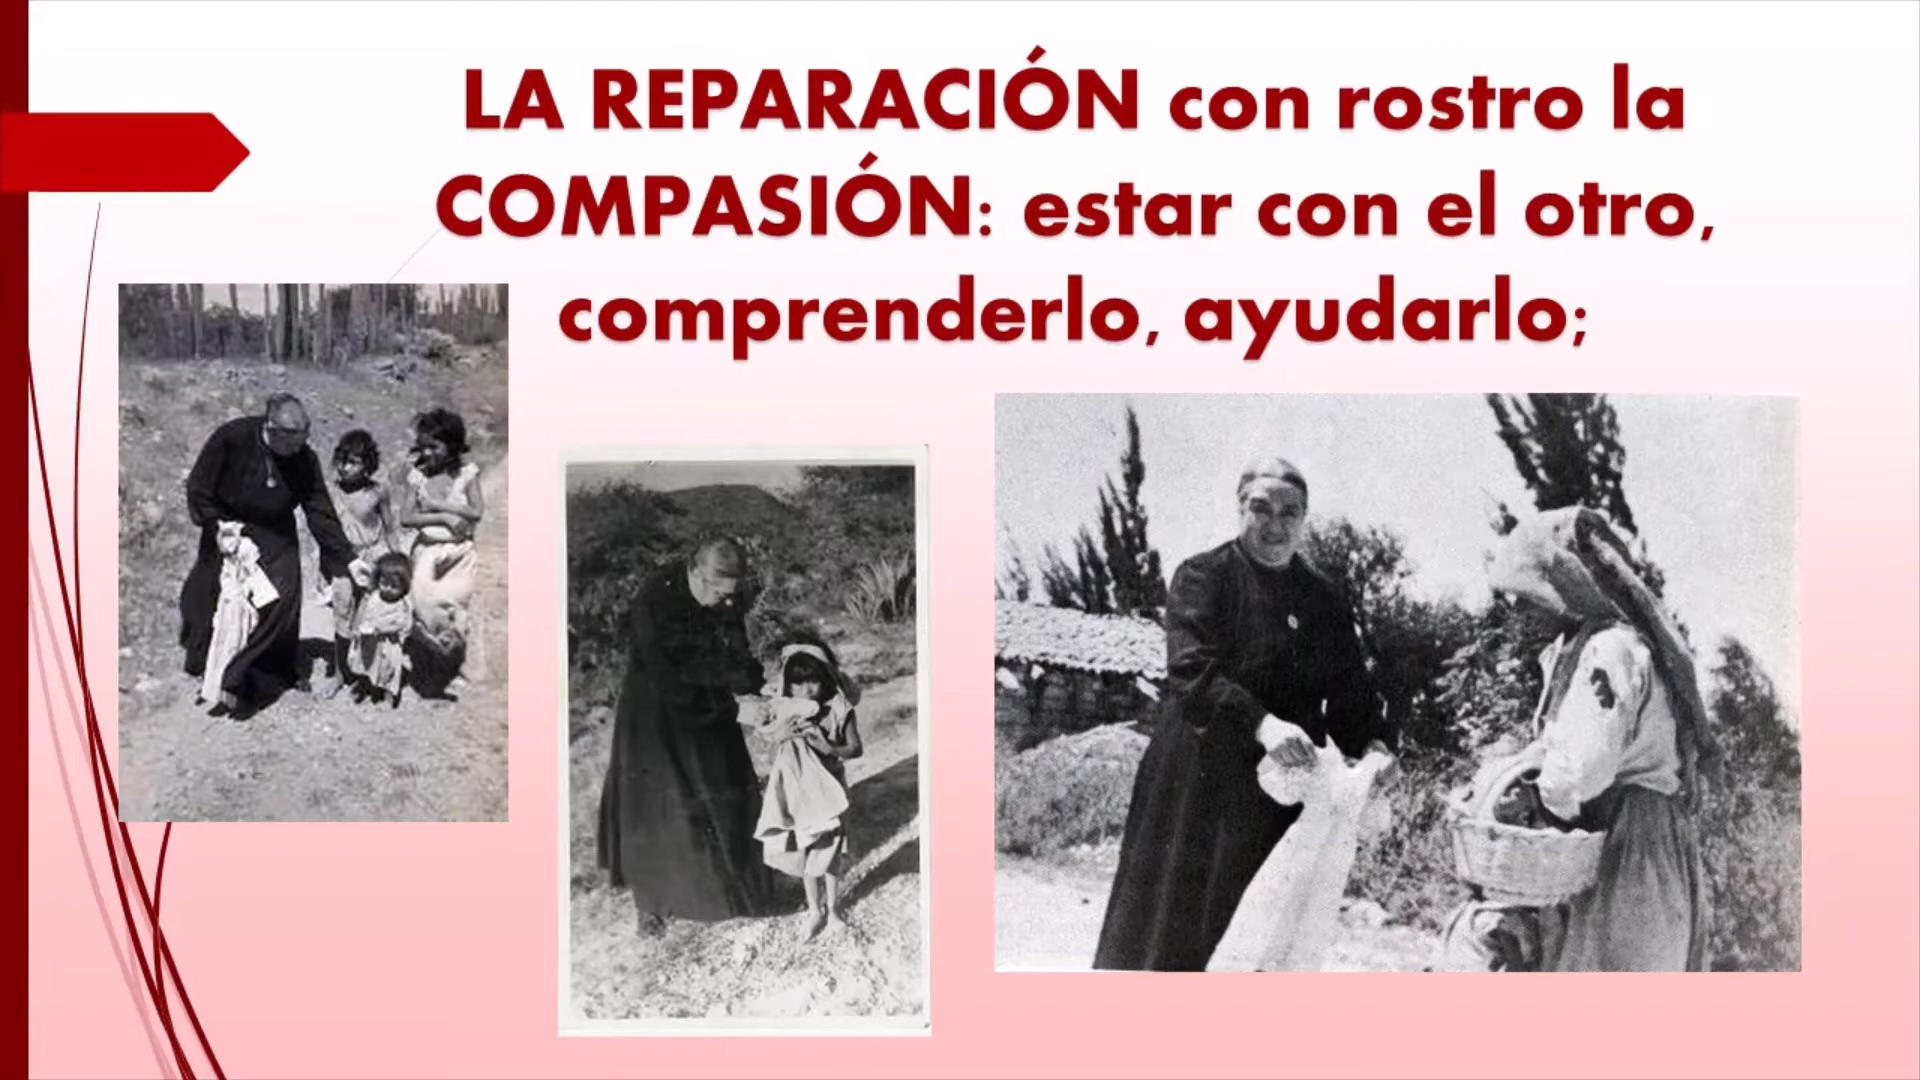 LA REPARACIÓN con rostro la
COMPASIÓN: estar con el otro,
comprenderlo, ayudarlo;